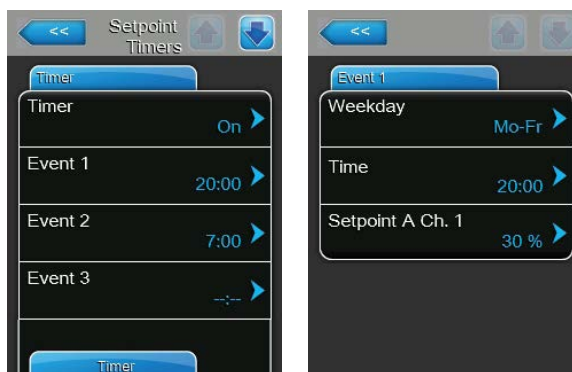 <<
Setpoint
Timers
Timer
Timer
On
Event 1
20:00
Event 2
7:00
Event 3
--:--
Timer
<<
Event 1
Weekday
Mo-Fr
Time
20:00
Setpoint A Ch. 1
30 %